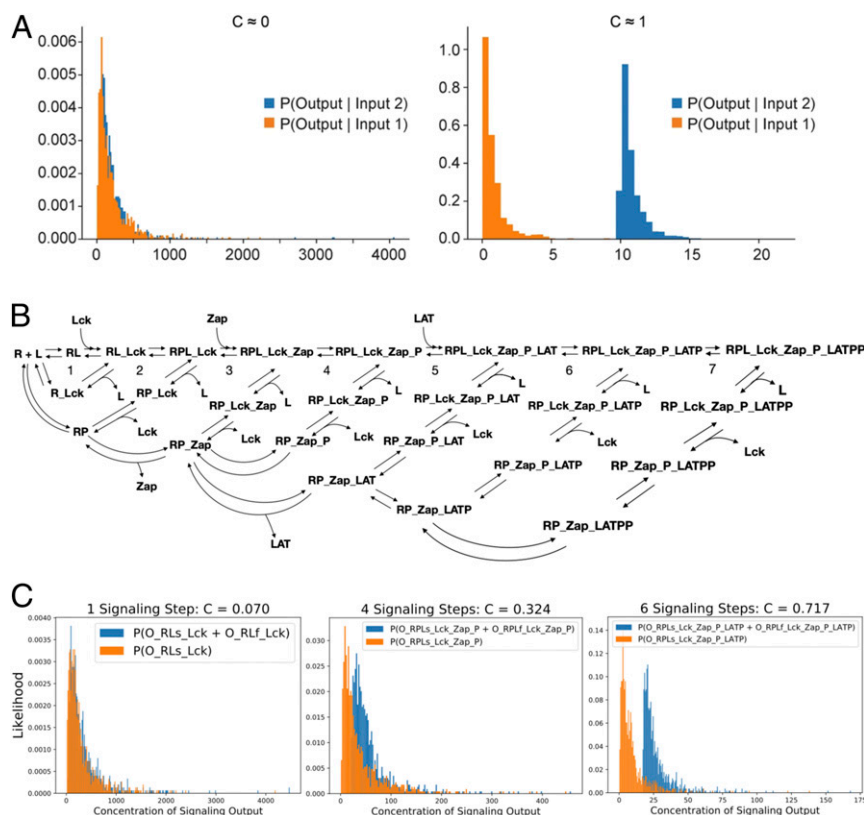 A
C ≈ 0
C ≈ 1
0.006
0.005
0.004
0.003
0.002
0.001
0.000
P(Output | Input 2)
P(Output | Input 1)
0 1000 2000 3000 4000
1.0
0.8
0.6
0.4
0.2
0.0
P(Output | Input 2)
P(Output | Input 1)
0 5 10 15 20
B
Lck Zap LAT
R + L RL RL_Lck RPL_Lck RPL_Lck_Zap RPL_Lck_Zap_P RPL_Lck_Zap_P_LAT RPL_Lck_Zap_P_LATP RPL_Lck_Zap_P_LATPP
1 2 3 4 5 6 7
R_Lck L RP_Lck L RP_Lck_Zap L RP_Lck_Zap_P L RP_Lck_Zap_P_LAT L RP_Lck_Zap_P_LATP L RP_Lck_Zap_P_LATPP L
RP Lck RP_Zap Lck RP_Zap_P Lck RP_Zap_P_LAT Lck RP_Zap_P_LATP Lck RP_Zap_P_LATPP Lck
Zap RP_Zap_LAT RP_Zap_LATP RP_Zap_LATPP
LAT
C
1 Signaling Step: C = 0.070
0.0040
0.0035
0.0030
0.0025
0.0020
0.0015
0.0010
0.0005
0.0000
Likelihood
P(O_RLs_Lck + O_RLf_Lck)
P(O_RLs_Lck)
0 1000 2000 3000 4000
Concentration of Signaling Output
4 Signaling Steps: C = 0.324
0.030
0.025
0.020
0.015
0.010
0.005
0.000
P(O_RPLs_Lck_Zap_P + O_RPLf_Lck_Zap_P)
P(O_RPLs_Lck_Zap_P)
0 100 200 300 400
Concentration of Signaling Output
6 Signaling Steps: C = 0.717
0.14
0.12
0.10
0.08
0.06
0.04
0.02
0.00
P(O_RPLs_Lck_Zap_P_LATP + O_RPLf_Lck_Zap_P_LATP)
P(O_RPLs_Lck_Zap_P_LATP)
0 25 50 75 100 125 150 175
Concentration of Signaling Output